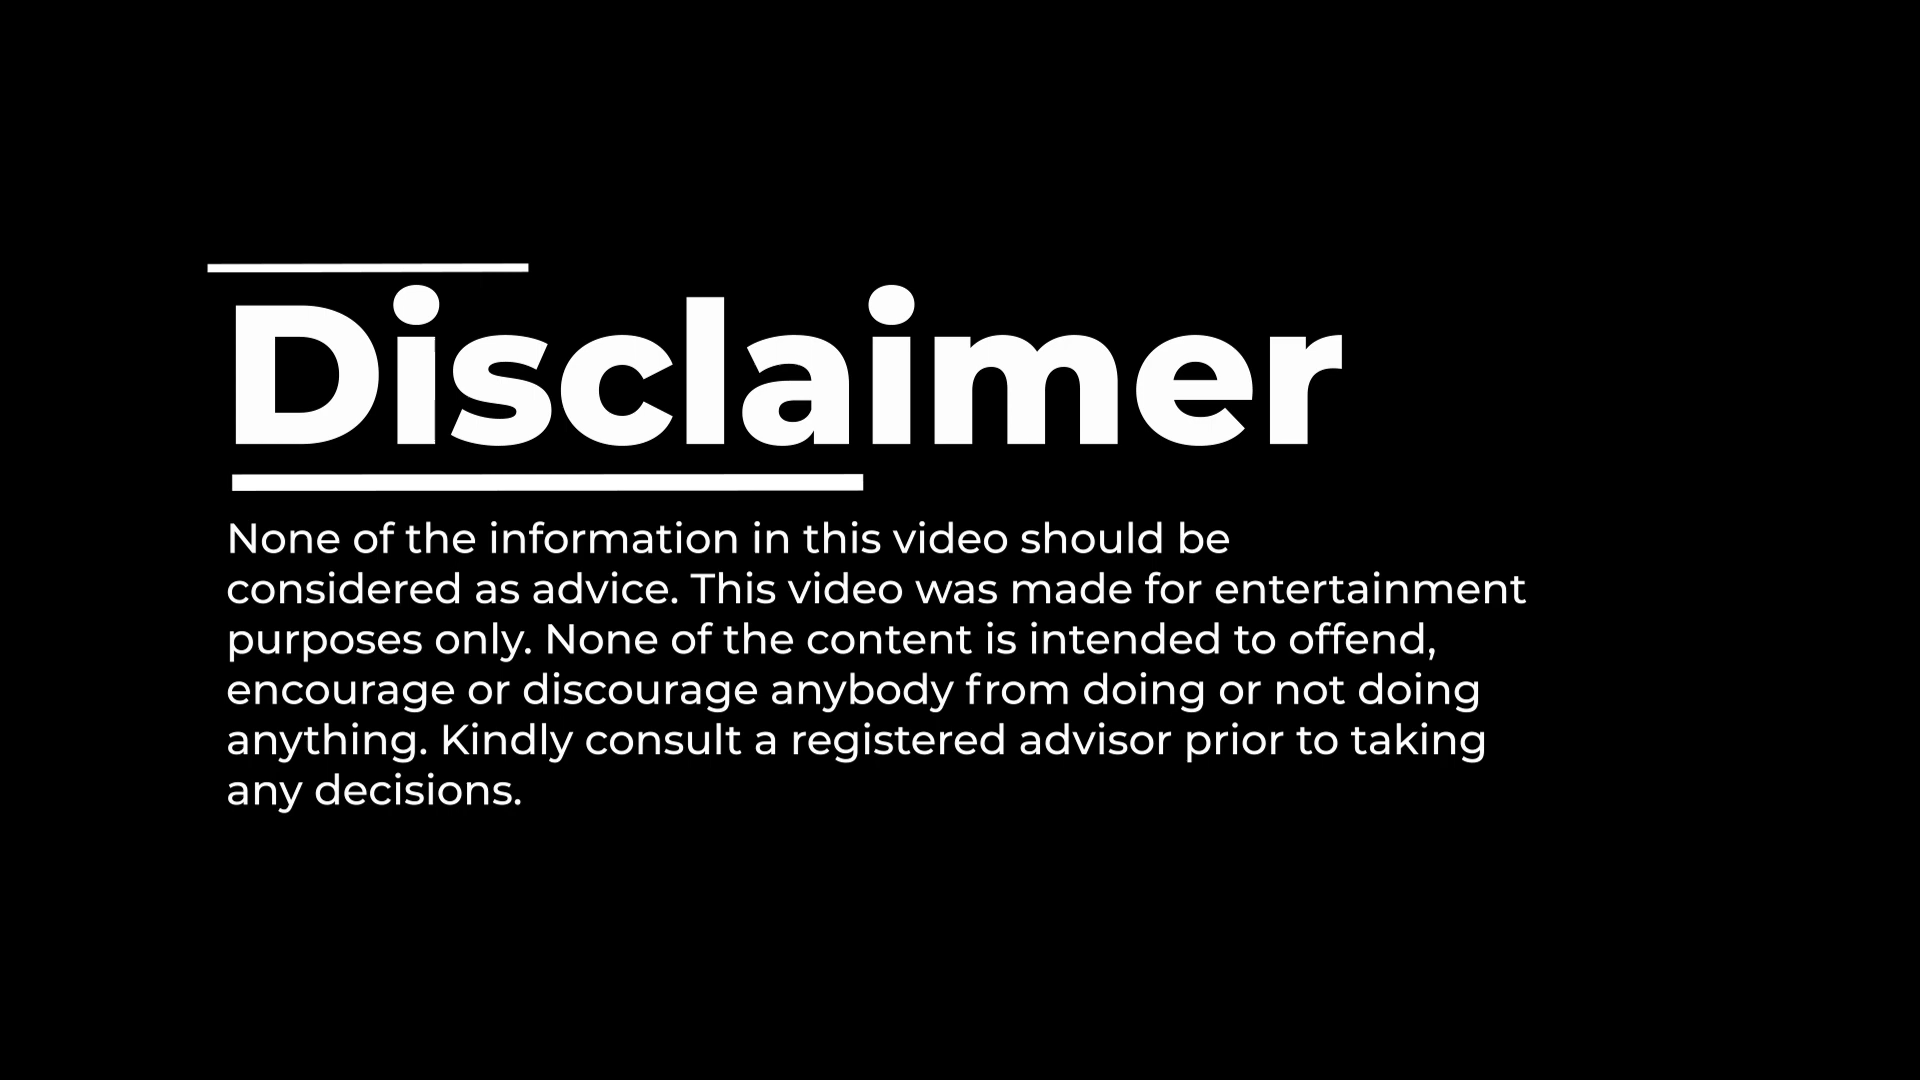 Disclaimer
None of the information in this video should be
considered as advice. This video was made for entertainment
purposes only. None of the content is intended to offend,
encourage or discourage anybody from doing or not doing
anything. Kindly consult a registered advisor prior to taking
any decisions.